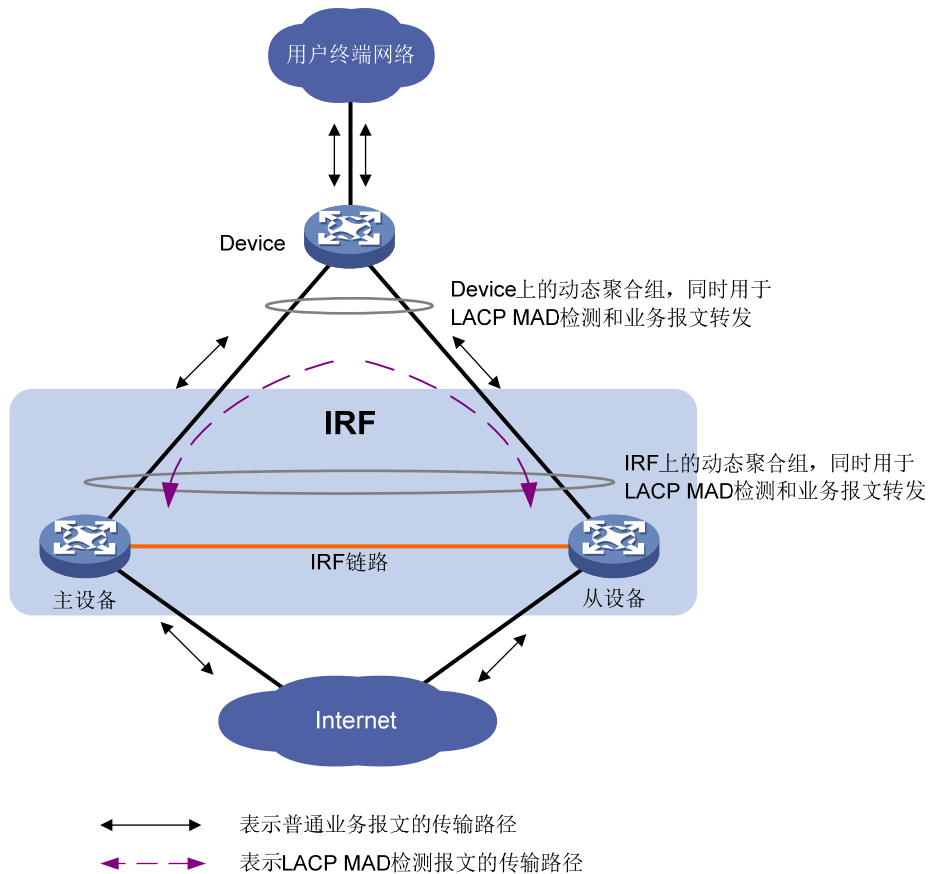 用户终端网络
Device
Device上的动态聚合组，同时用于
LACP MAD检测和业务报文转发
IRF
IRF上的动态聚合组，同时用于
LACP MAD检测和业务报文转发
IRF链路
主设备
从设备
Internet
表示普通业务报文的传输路径
表示LACP MAD检测报文的传输路径